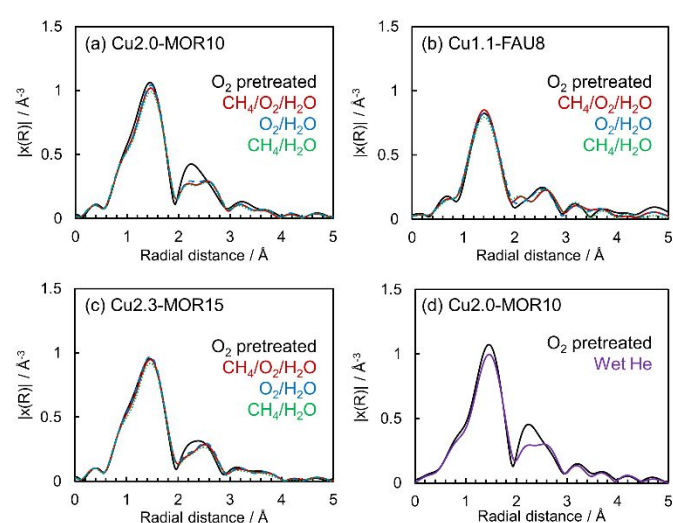 (a) Cu2.0-MOR10
O₂ pretreated
CH₄/O₂/H₂O
O₂/H₂O
CH₄/H₂O
|x(R)| / Å⁻³
1.5
1
0.5
0
0 1 2 3 4 5
Radial distance / Å
(b) Cu1.1-FAU8
O₂ pretreated
CH₄/O₂/H₂O
O₂/H₂O
CH₄/H₂O
|x(R)| / Å⁻³
1.5
1
0.5
0
0 1 2 3 4 5
Radial distance / Å
(c) Cu2.3-MOR15
O₂ pretreated
CH₄/O₂/H₂O
O₂/H₂O
CH₄/H₂O
|x(R)| / Å⁻³
1.5
1
0.5
0
0 1 2 3 4 5
Radial distance / Å
(d) Cu2.0-MOR10
O₂ pretreated
Wet He
|x(R)| / Å⁻³
1.5
1
0.5
0
0 1 2 3 4 5
Radial distance / Å